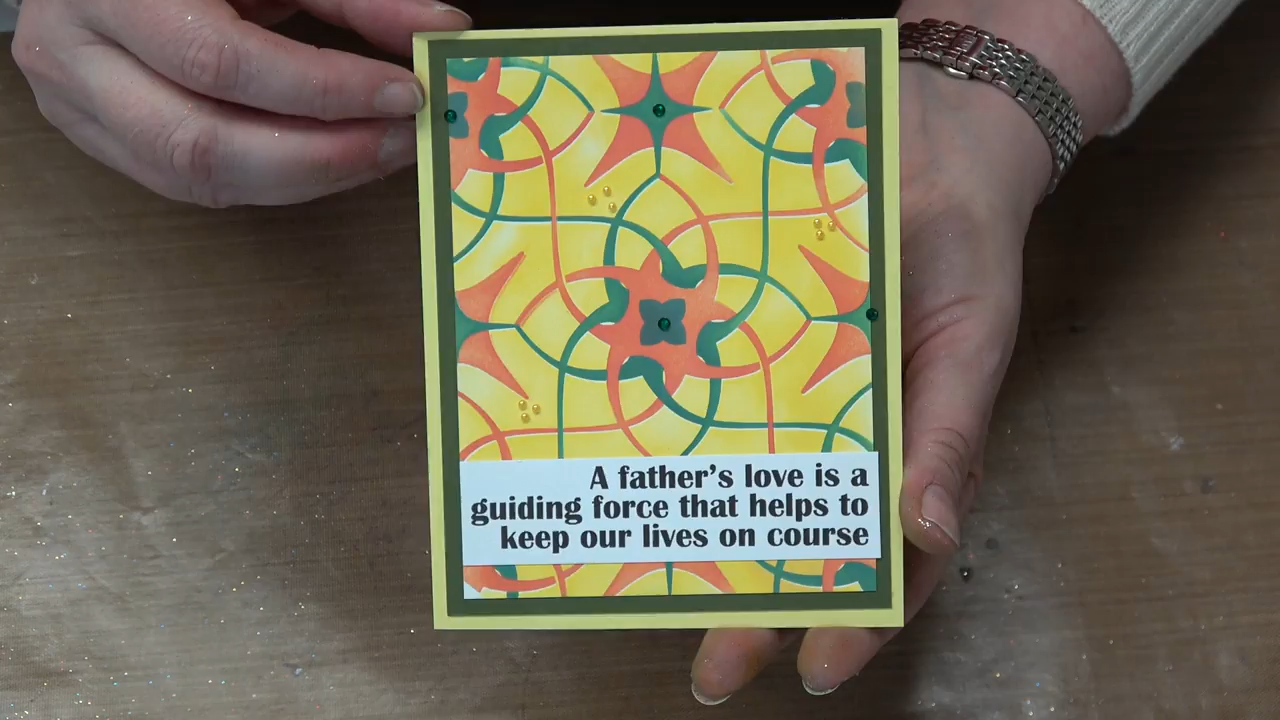 A father’s love is a
guiding force that helps to
keep our lives on course